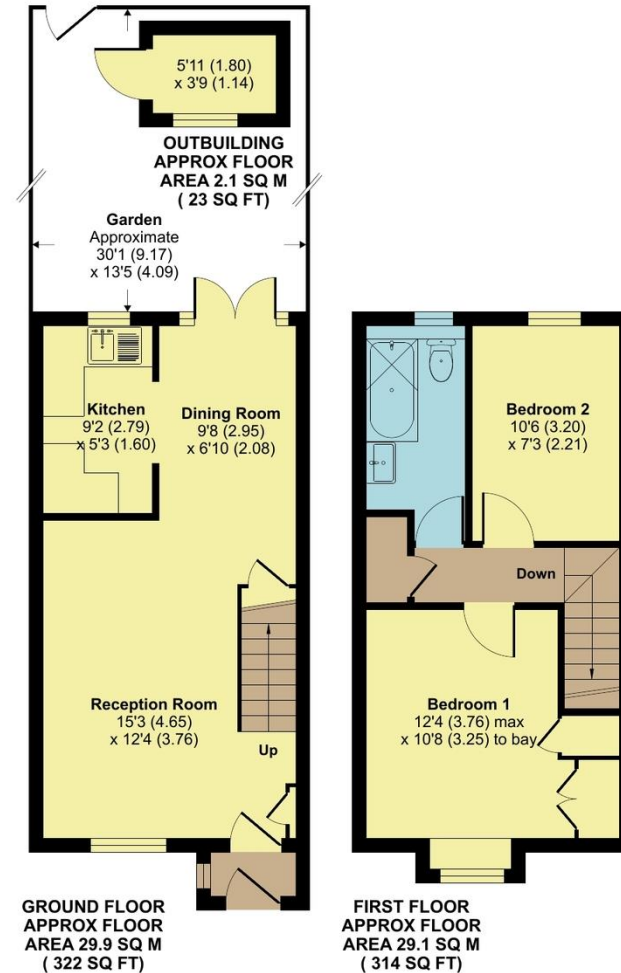 5'11 (1.80)
x 3'9 (1.14)
OUTBUILDING
APPROX FLOOR
AREA 2.1 SQ M
( 23 SQ FT)
Garden
Approximate
30'1 (9.17)
x 13'5 (4.09)
Kitchen
9'2 (2.79)
x 5'3 (1.60)
Dining Room
9'8 (2.95)
x 6'10 (2.08)
Reception Room
15'3 (4.65)
x 12'4 (3.76)
Up
GROUND FLOOR
APPROX FLOOR
AREA 29.9 SQ M
( 322 SQ FT)
Bedroom 2
10'6 (3.20)
x 7'3 (2.21)
Down
Bedroom 1
12'4 (3.76) max
x 10'8 (3.25) to bay
FIRST FLOOR
APPROX FLOOR
AREA 29.1 SQ M
( 314 SQ FT)